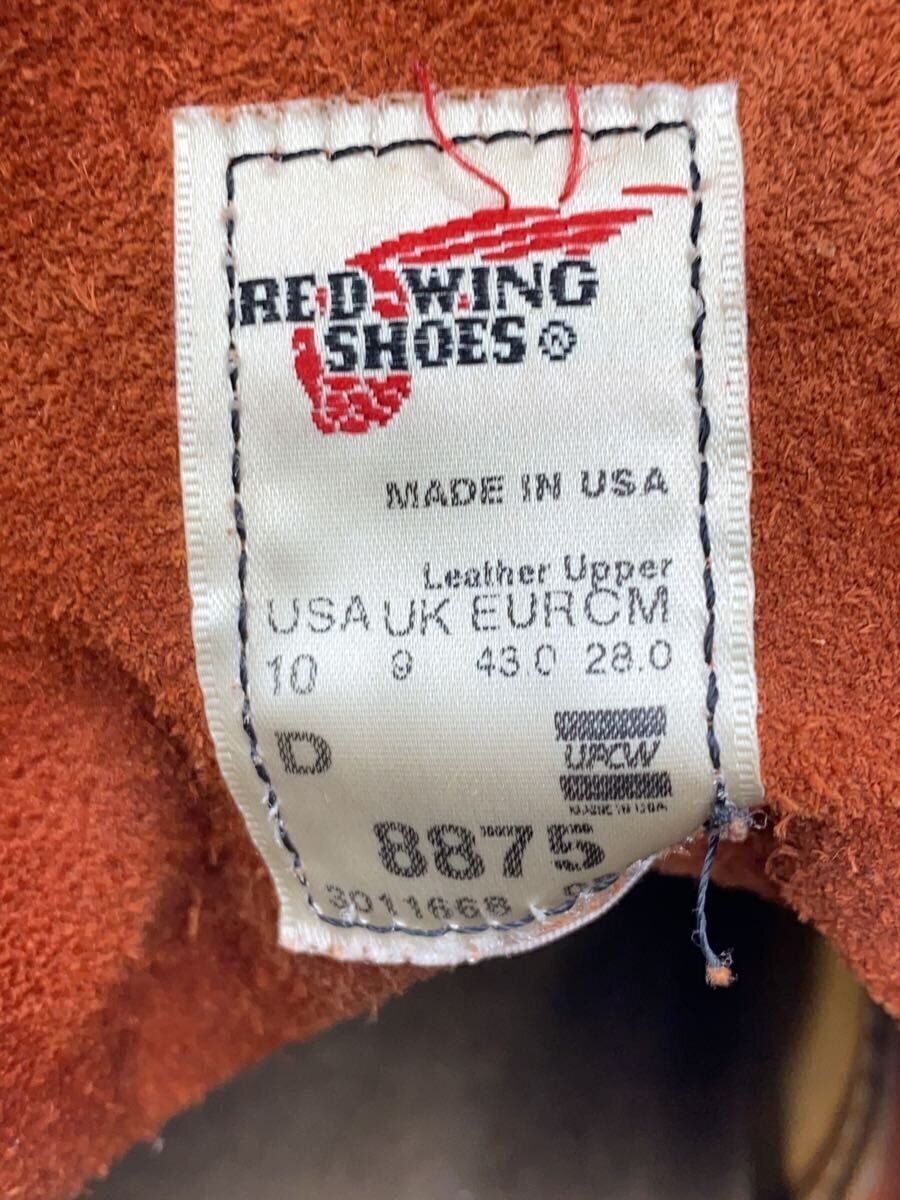 RED WING
SHOES ®
MADE IN USA
Leather Upper
USA UK EUR CM
10 9 43.0 28.0
D
UFCW
MADE IN USA
8875
3011668